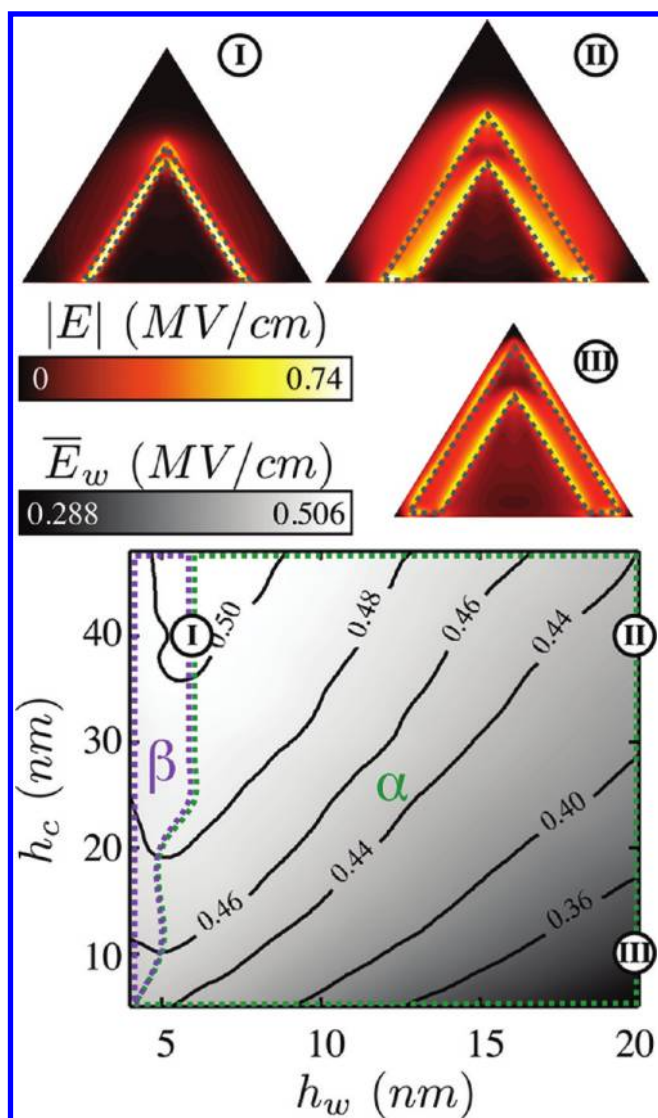 I
II
|E| (MV/cm)
0 0.74
III
E̅w (MV/cm)
0.288 0.506
I
0.50
0.48
0.46
0.44
II
β
α
0.40
0.46
0.44
0.36
III
40
30
20
10
h_c (nm)
5 10 15 20
h_w (nm)